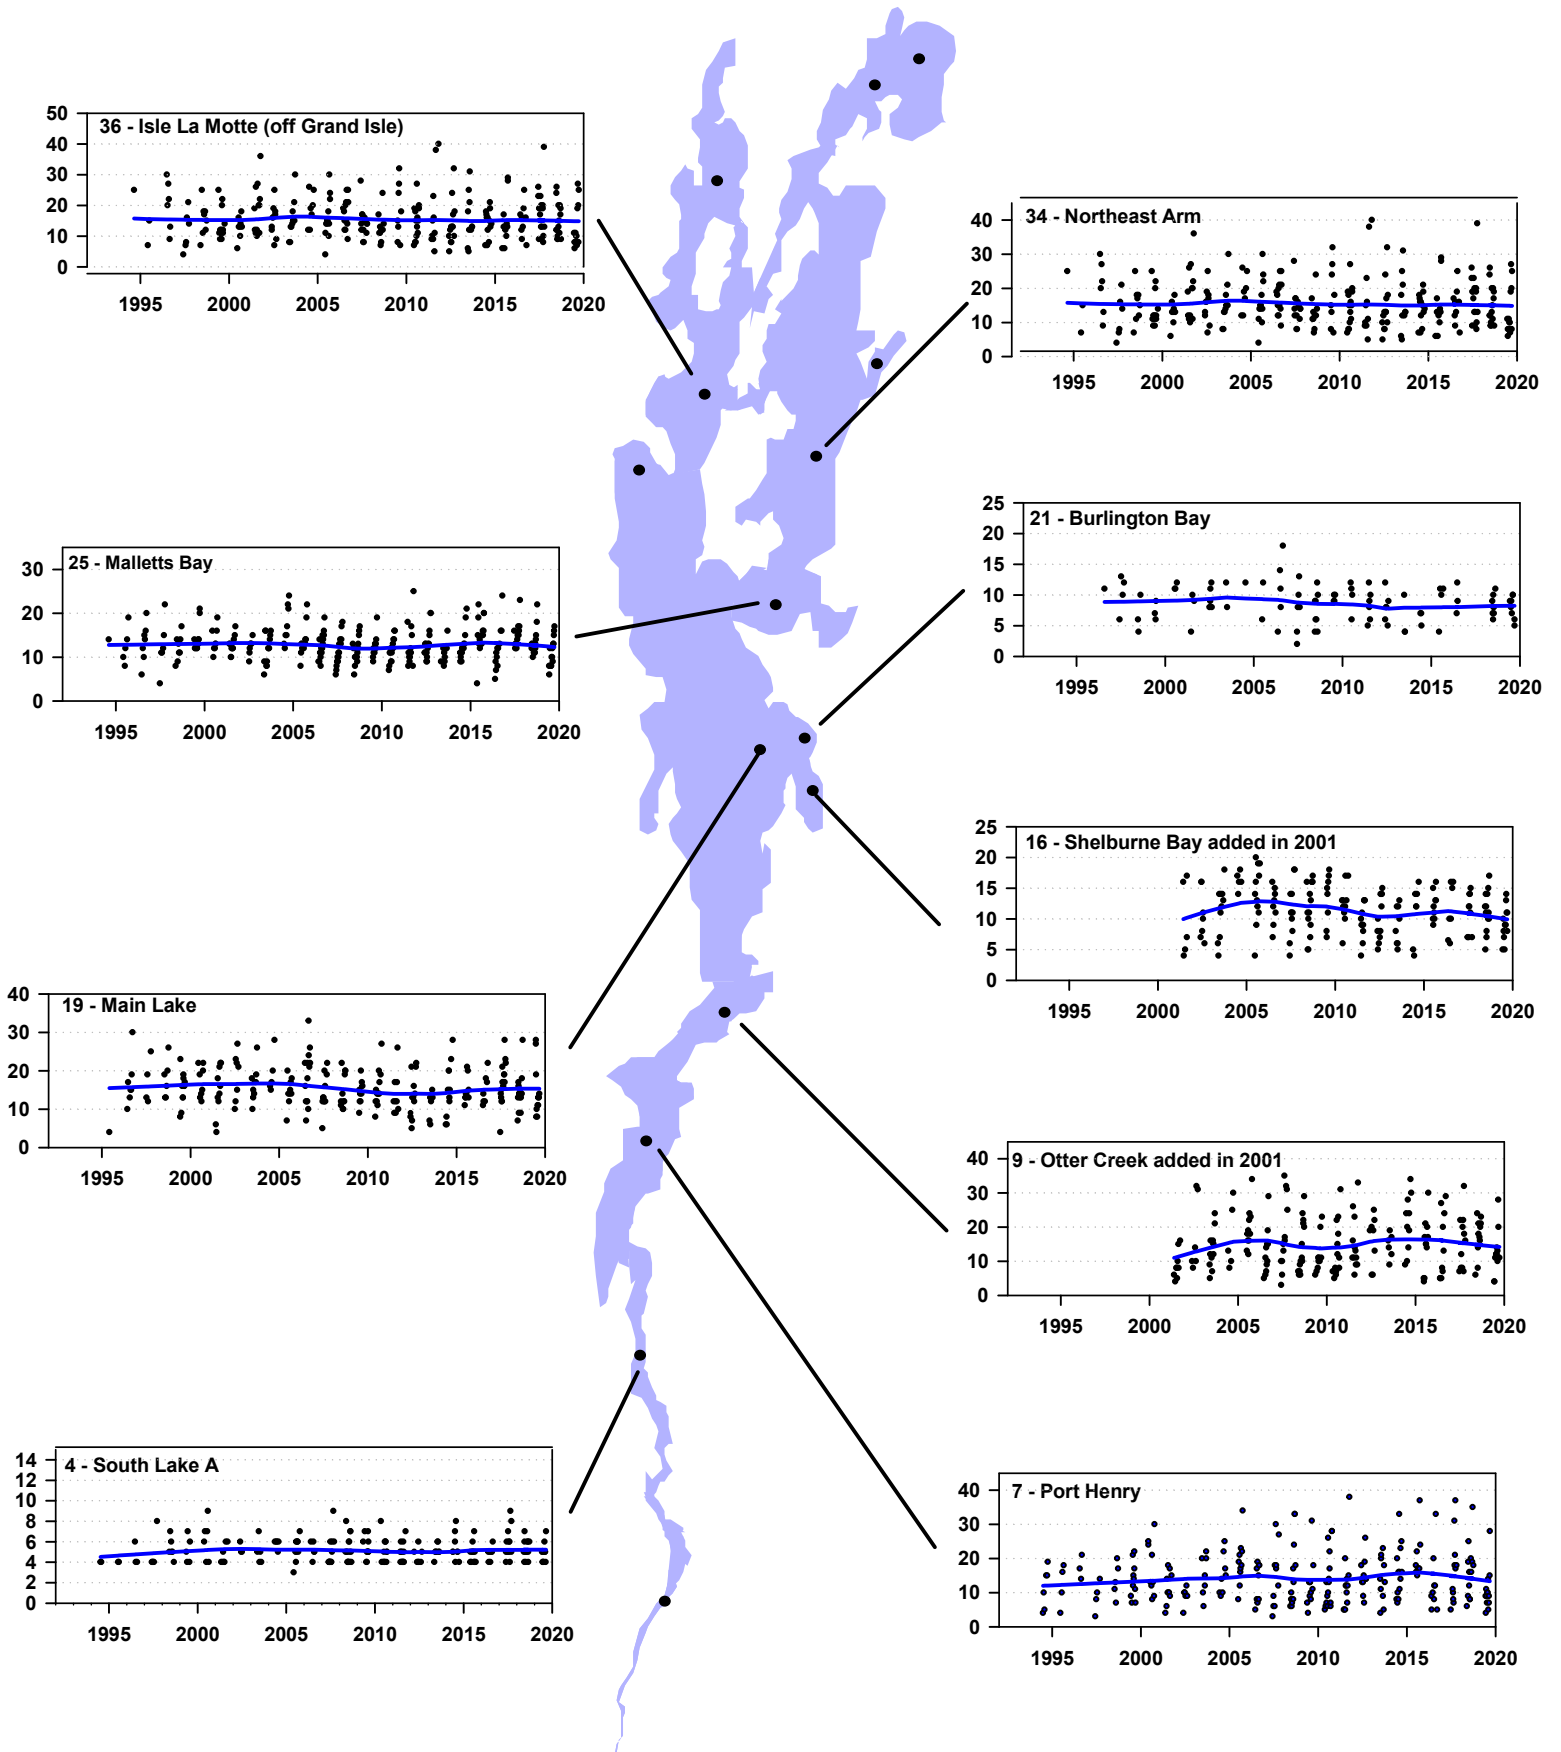 50
36 - Isle La Motte (off Grand Isle)
40
30
20
10
0
1995 2000 2005 2010 2015 2020
34 - Northeast Arm
40
30
20
10
0
1995 2000 2005 2010 2015 2020
25
21 - Burlington Bay
20
15
10
5
0
1995 2000 2005 2010 2015 2020
25 - Malletts Bay
30
20
10
0
1995 2000 2005 2010 2015 2020
25
16 - Shelburne Bay added in 2001
20
15
10
5
0
1995 2000 2005 2010 2015 2020
40
19 - Main Lake
30
20
10
0
1995 2000 2005 2010 2015 2020
9 - Otter Creek added in 2001
40
30
20
10
0
1995 2000 2005 2010 2015 2020
14
4 - South Lake A
12
10
8
6
4
2
0
1995 2000 2005 2010 2015 2020
7 - Port Henry
40
30
20
10
0
1995 2000 2005 2010 2015 2020